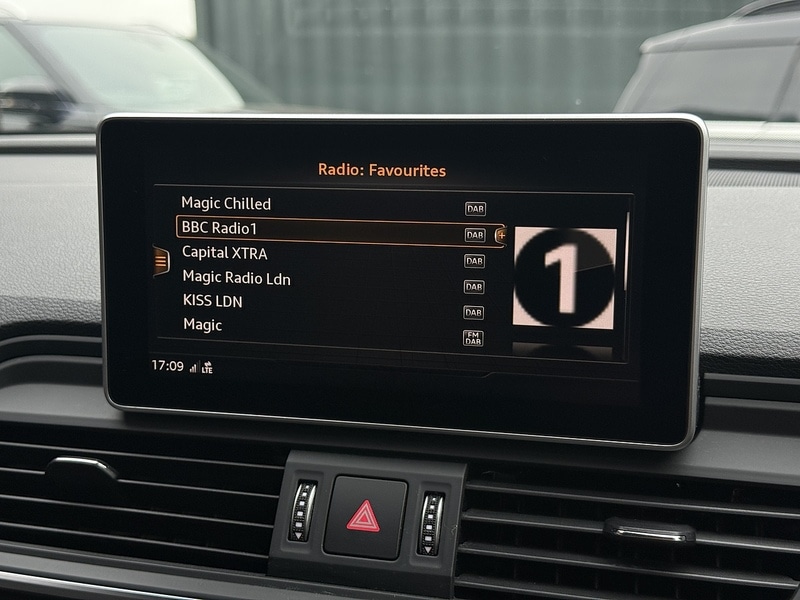 Radio: Favourites
Magic Chilled DAB
BBC Radio1 DAB
Capital XTRA DAB
Magic Radio Ldn DAB
KISS LDN DAB
Magic FM DAB
1
17:09 LTE